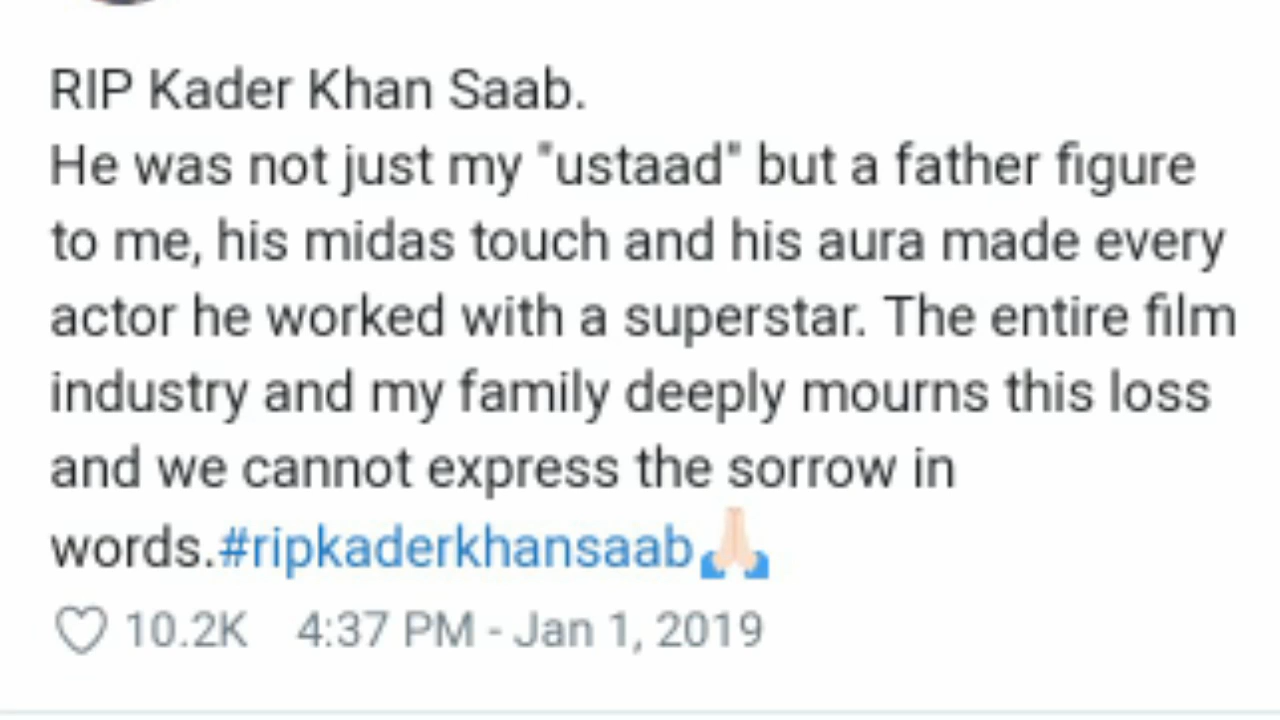 RIP Kader Khan Saab.
He was not just my "ustaad" but a father figure
to me, his midas touch and his aura made every
actor he worked with a superstar. The entire film
industry and my family deeply mourns this loss
and we cannot express the sorrow in
words.#ripkaderkhansaab🙏🏻
10.2K 4:37 PM - Jan 1, 2019